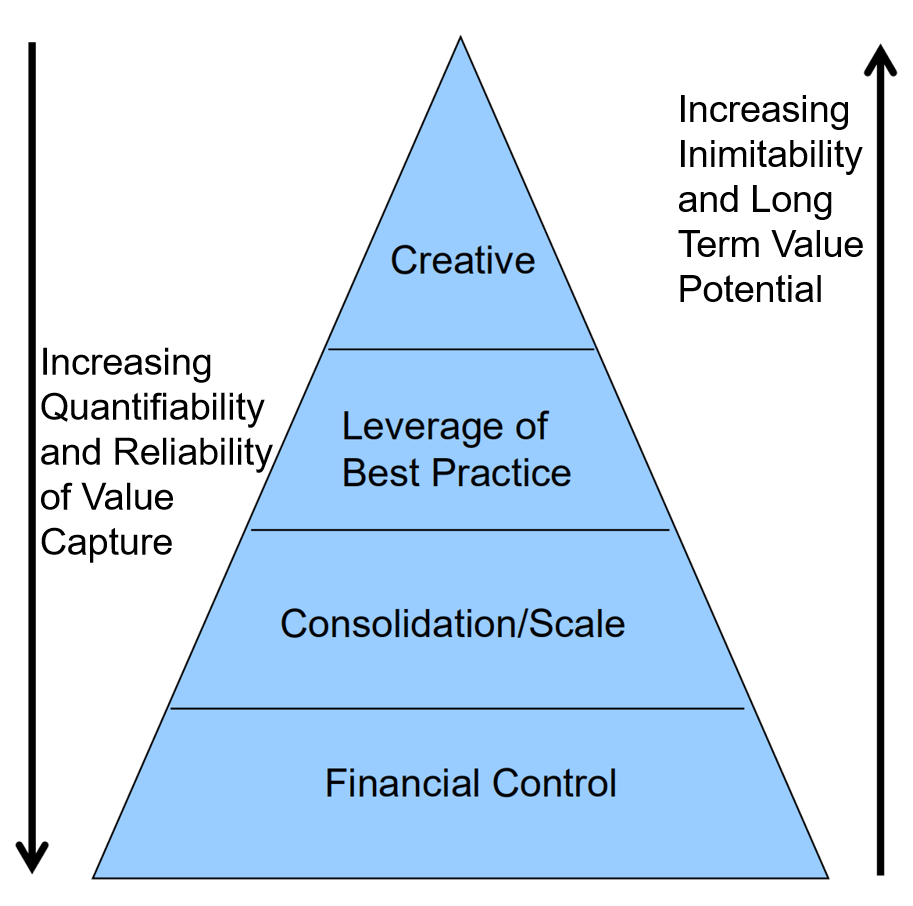 Increasing
Inimitability
and Long
Term Value
Potential
Creative
Increasing
Quantifiability
and Reliability
of Value
Capture
Leverage of
Best Practice
Consolidation/Scale
Financial Control